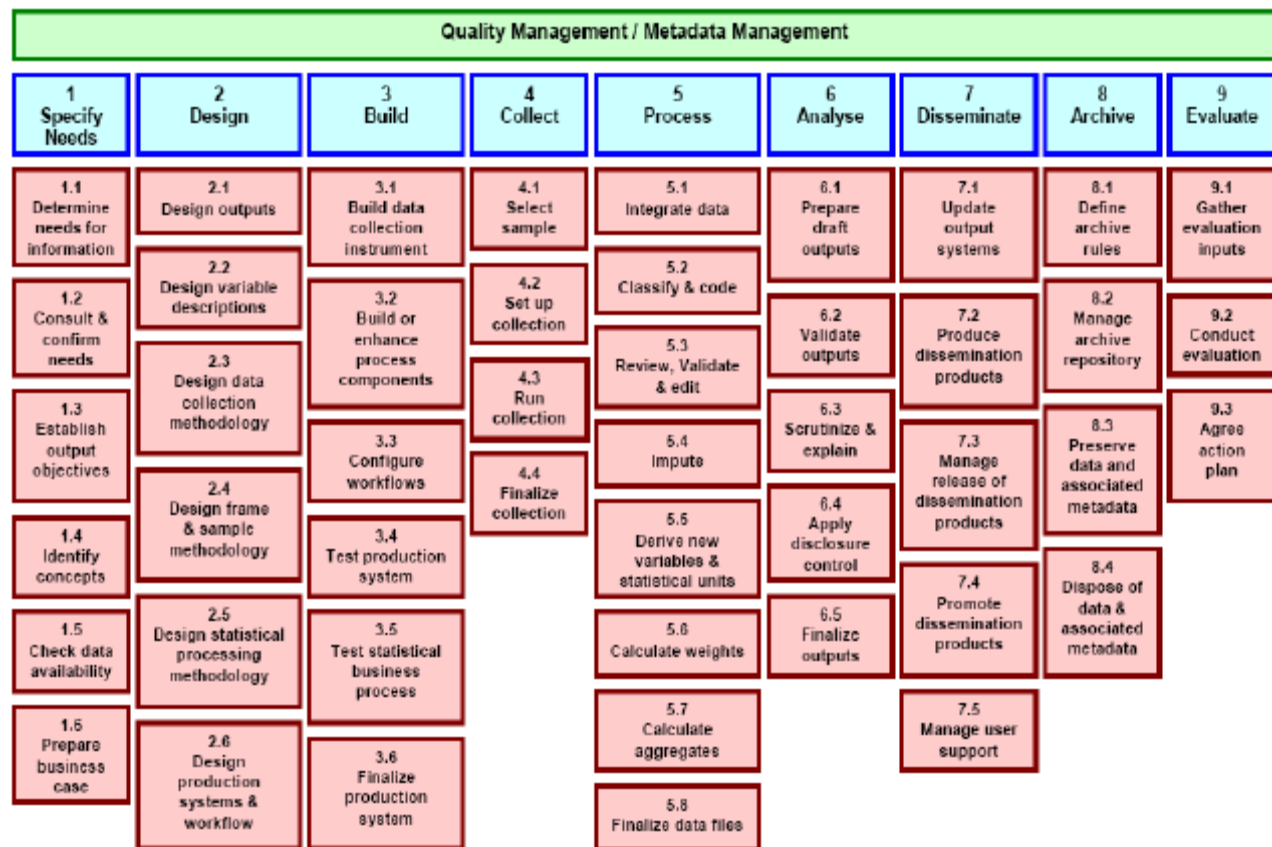 Quality Management / Metadata Management
1
Specify
Needs
2
Design
3
Build
4
Collect
5
Process
6
Analyse
7
Disseminate
8
Archive
9
Evaluate
1.1
Determine
needs for
information
1.2
Consult &
confirm
needs
1.3
Establish
output
objectives
1.4
Identify
concepts
1.5
Check data
availability
1.6
Prepare
business
case
2.1
Design outputs
2.2
Design variable
descriptions
2.3
Design data
collection
methodology
2.4
Design frame
& sample
methodology
2.5
Design statistical
processing
methodology
2.6
Design
production
systems &
workflow
3.1
Build data
collection
instrument
3.2
Build or
enhance
process
components
3.3
Configure
workflows
3.4
Test production
system
3.5
Test statistical
business
process
3.6
Finalize
production
system
4.1
Select
sample
4.2
Set up
collection
4.3
Run
collection
4.4
Finalize
collection
5.1
Integrate data
5.2
Classify & code
5.3
Review, Validate
& edit
5.4
Impute
5.5
Derive new
variables &
statistical units
5.6
Calculate weights
5.7
Calculate
aggregates
5.8
Finalize data files
6.1
Prepare
draft
outputs
6.2
Validate
outputs
6.3
Scrutinize &
explain
6.4
Apply
disclosure
control
6.5
Finalize
outputs
7.1
Update
output
systems
7.2
Produce
dissemination
products
7.3
Manage
release of
dissemination
products
7.4
Promote
dissemination
products
7.5
Manage user
support
8.1
Define
archive
rules
8.2
Manage
archive
repository
8.3
Preserve
data and
associated
metadata
8.4
Dispose of
data &
associated
metadata
9.1
Gather
evaluation
inputs
9.2
Conduct
evaluation
9.3
Agree
action
plan